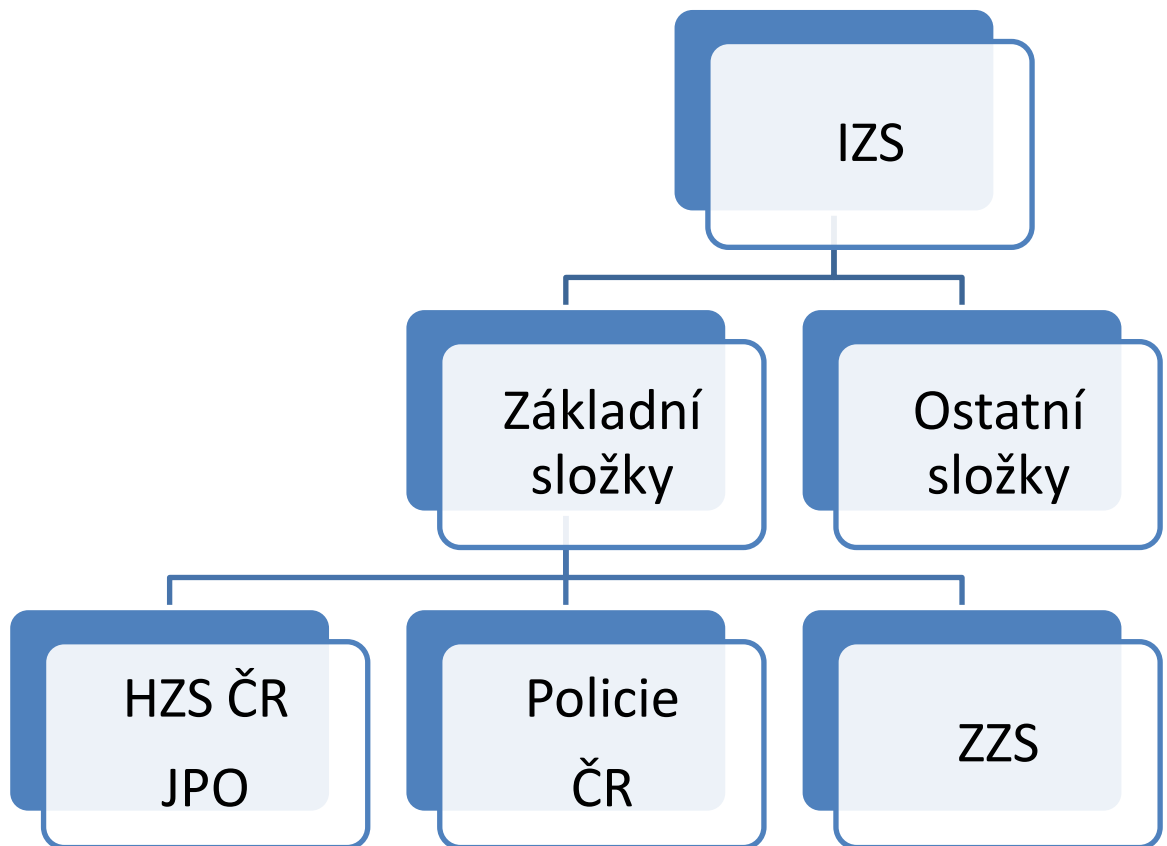 IZS
Základní
složky
Ostatní
složky
HZS ČR
JPO
Policie
ČR
ZZS